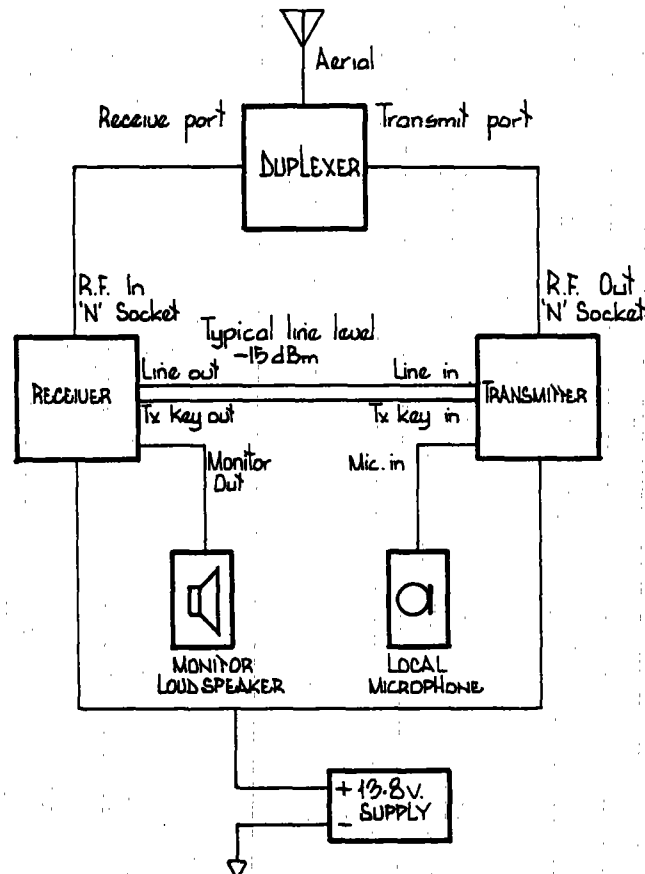 Aerial
Receive port
Transmit port
DUPLEXER
R.F. In
'N' Socket
R.F. Out
'N' Socket
Typical line level
-15dBm
Line out
Line in
RECEIVER
TRANSMITTER
Tx key out
Tx key in
Monitor
Out
Mic. in
MONITOR
LOUDSPEAKER
LOCAL
MICROPHONE
+ 13.8v.
SUPPLY
-